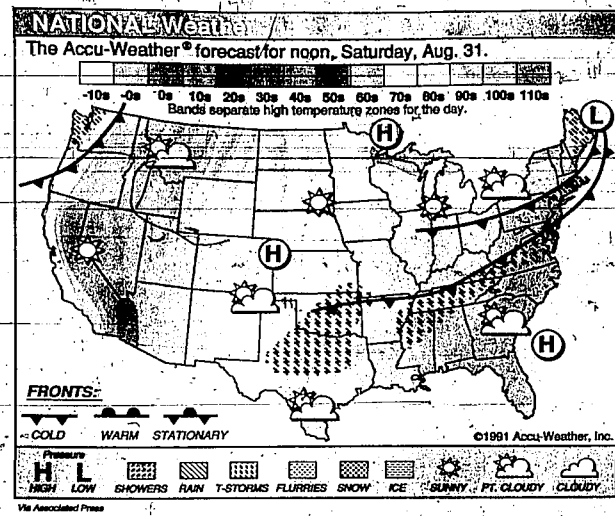 NATIONAL Weather
The Accu-Weather® forecast for noon, Saturday, Aug. 31.
-10s -0s 0s 10s 20s 30s 40s 50s 60s 70s 80s 90s 100s 110s
Bands separate high temperature zones for the day.
L
H
H
H
FRONTS:
COLD WARM STATIONARY
©1991 Accu-Weather, Inc.
Pressure
H L
HIGH LOW SHOWERS RAIN T-STORMS FLURRIES SNOW ICE SUNNY PT. CLOUDY CLOUDY
Via Associated Press